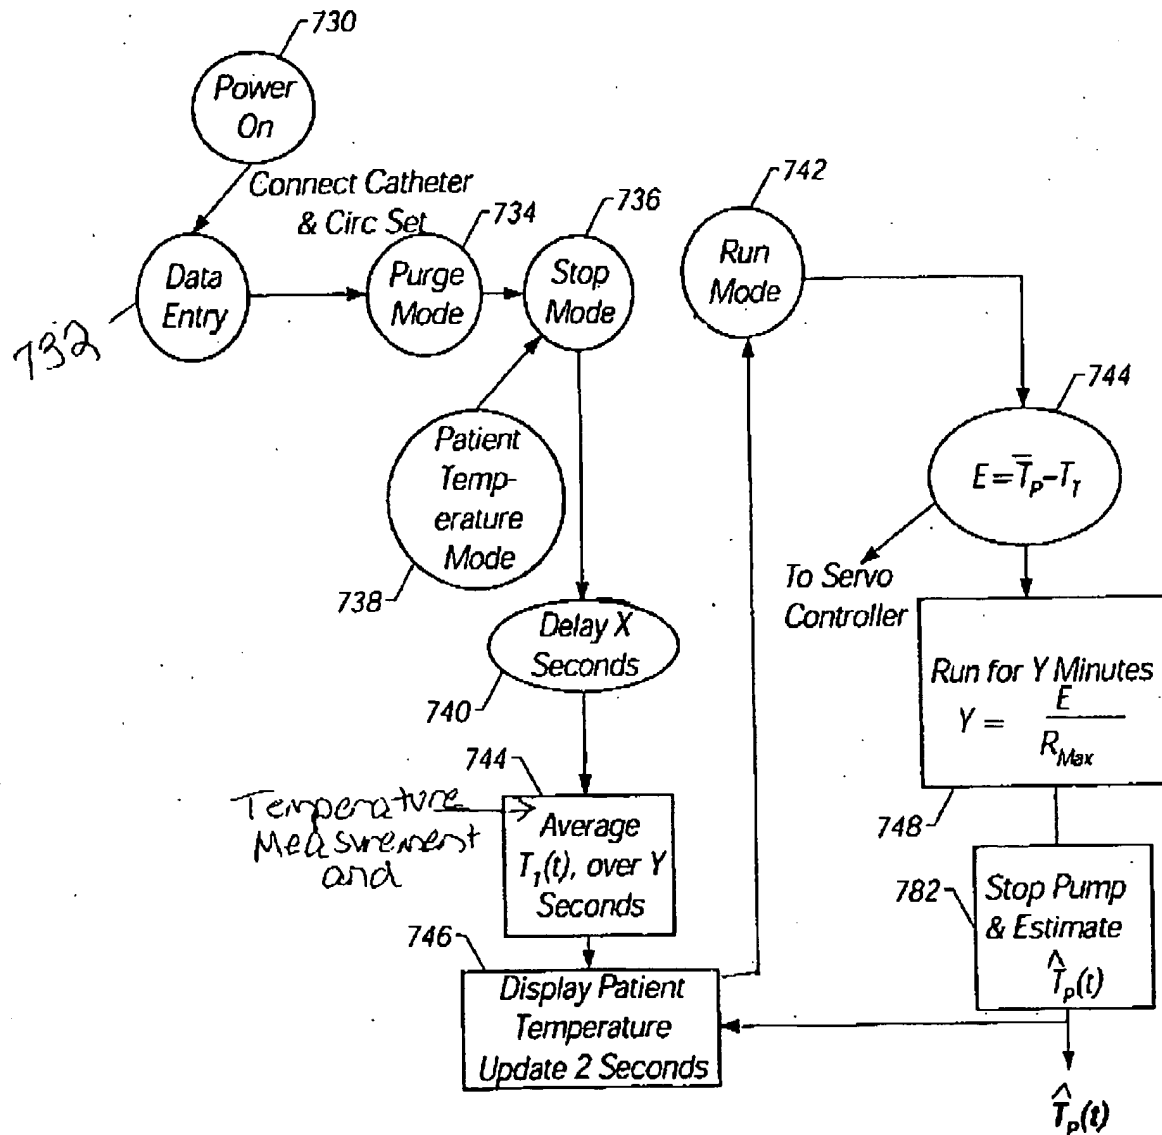 730
Power
On
Connect Catheter
& Circ Set
734
736
742
Data
Entry
732
Purge
Mode
Stop
Mode
Run
Mode
Patient
Temp-
erature
Mode
738
744
E = T̿P – T1
To Servo
Controller
Delay X
Seconds
740
Run for Y Minutes
Y = E
RMax
748
744
Temperature
Measurement
and
Average
T1(t), over Y
Seconds
782
Stop Pump
& Estimate
T̂P(t)
746
Display Patient
Temperature
Update 2 Seconds
T̂P(t)